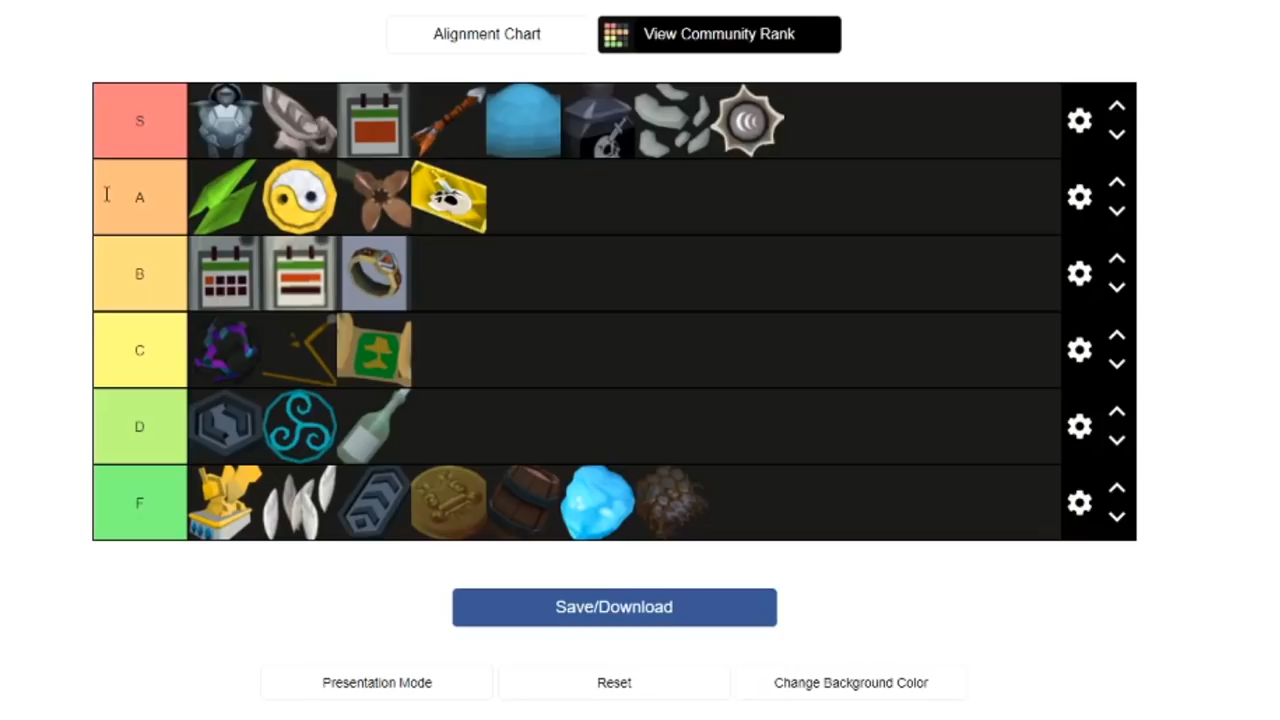 Alignment Chart
View Community Rank
S
A
B
C
D
F
Save/Download
Presentation Mode
Reset
Change Background Color